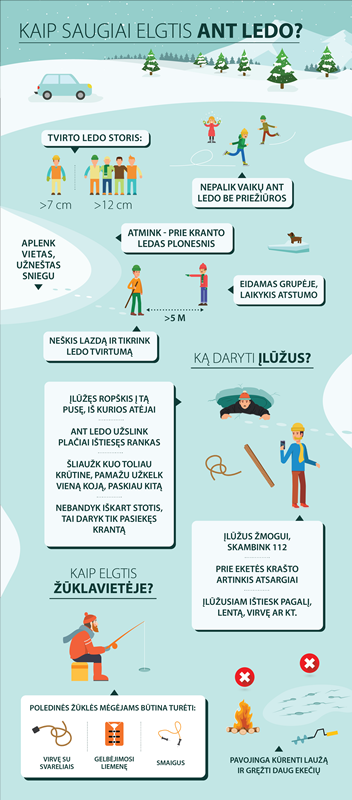 KAIP SAUGIAI ELGTIS ANT LEDO?
TVIRTO LEDO STORIS:
>7 cm >12 cm
NEPALIK VAIKŲ ANT
LEDO BE PRIEŽIŪROS
ATMINK - PRIE KRANTO
LEDAS PLONESNIS
APLENK
VIETAS,
UŽNEŠTAS
SNIEGU
EIDAMAS GRUPĖJE,
LAIKYKIS ATSTUMO
>5 M
NEŠKIS LAZDĄ IR TIKRINK
LEDO TVIRTUMĄ
KĄ DARYTI ĮLŪŽUS?
ĮLŪŽĘS ROPŠKIS Į TĄ
PUSĘ, IŠ KURIOS ATĖJAI
ANT LEDO UŽSLINK
PLAČIAI IŠTIESĘS RANKAS
ŠLIAUŽK KUO TOLIAU
KRŪTINE, PAMAŽU UŽKELK
VIENĄ KOJĄ, PASKIAU KITĄ
NEBANDYK IŠKART STOTIS,
TAI DARYK TIK PASIEKĘS
KRANTĄ
ĮLŪŽUS ŽMOGUI,
SKAMBINK 112
PRIE EKETĖS KRAŠTO
ARTINKIS ATSARGIAI
ĮLŪŽUSIAM IŠTIESK PAGALĮ,
LENTĄ, VIRVĘ AR KT.
KAIP ELGTIS
ŽŪKLAVIETĖJE?
POLEDINĖS ŽŪKLĖS MĖGĖJAMS BŪTINA TURĖTI:
VIRVĘ SU
SVARELIAIS
GELBĖJIMOSI
LIEMENĘ
SMAIGUS
PAVOJINGA KŪRENTI LAUŽĄ
IR GRĘŽTI DAUG EKEČIŲ